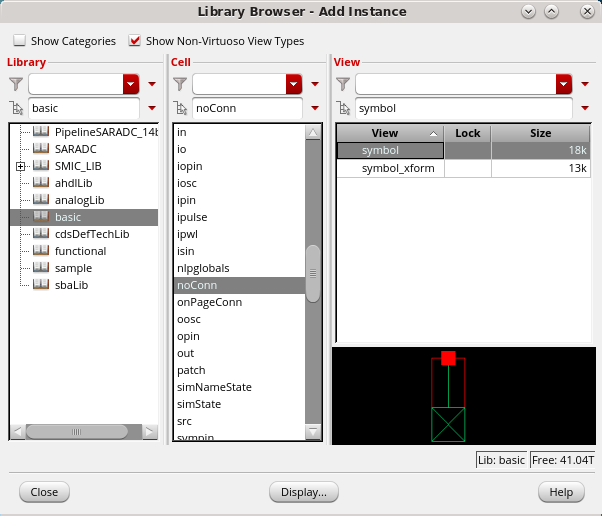 Library Browser - Add Instance
Show Categories
Show Non-Virtuoso View Types
Library
Cell
View
basic
noConn
symbol
PipelineSARADC_14b
SARADC
SMIC_LIB
ahdlLib
analogLib
basic
cdsDefTechLib
functional
sample
sbaLib
in
io
iopin
iosc
ipin
ipulse
ipwl
isin
nlpglobals
noConn
onPageConn
oosc
opin
out
patch
simNameState
simState
src
sympin
View Lock Size
symbol 18k
symbol_xform 13k
Lib: basic Free: 41.04T
Close
Display...
Help